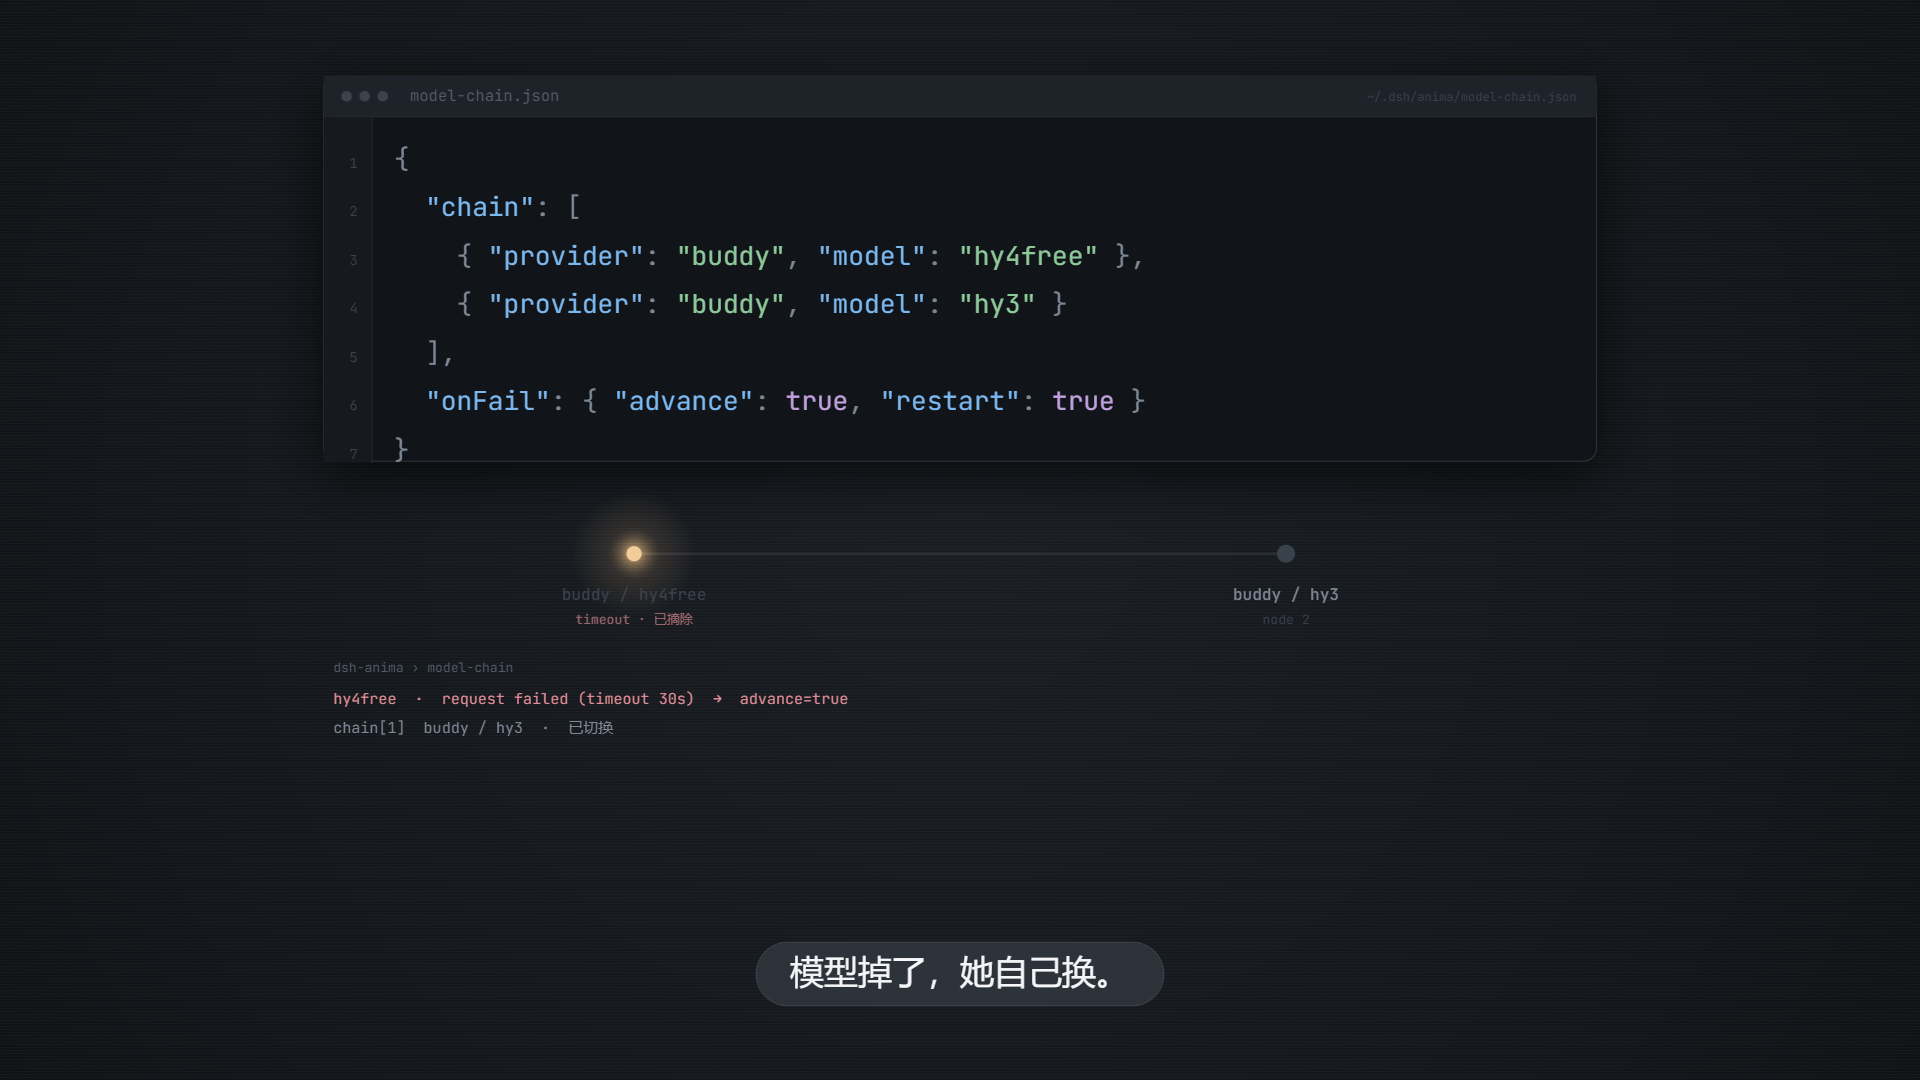 model-chain.json
~/.dsh/anima/model-chain.json
1 {
2 "chain": [
3 { "provider": "buddy", "model": "hy4free" },
4 { "provider": "buddy", "model": "hy3" }
5 ],
6 "onFail": { "advance": true, "restart": true }
7 }
buddy / hy4free
timeout · 已摘除
buddy / hy3
node 2
dsh-anima › model-chain
hy4free · request failed (timeout 30s) → advance=true
chain[1] buddy / hy3 · 已切换
模型掉了，她自己换。